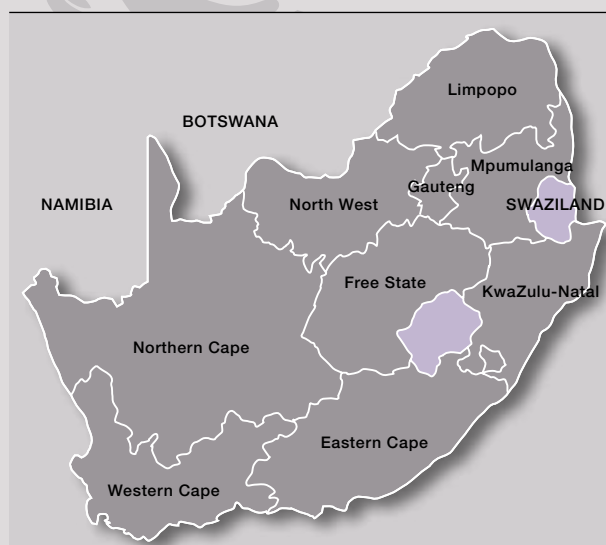 Limpopo
BOTSWANA
Mpumulanga
Gauteng
NAMIBIA
North West
SWAZILAND
Free State
KwaZulu-Natal
Northern Cape
Eastern Cape
Western Cape